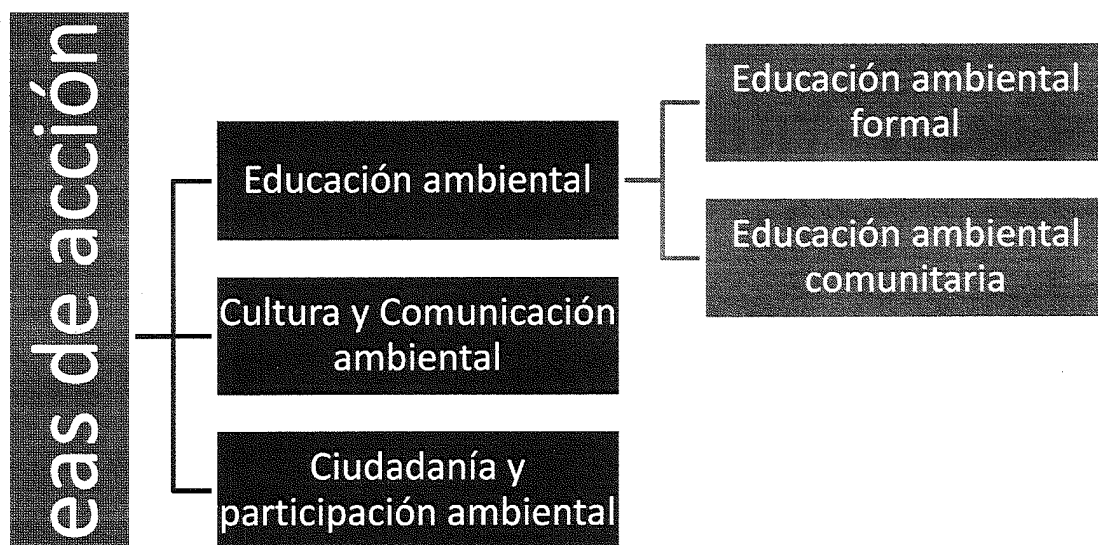 eas de acción
Educación ambiental
Cultura y Comunicación
ambiental
Ciudadanía y
participación ambiental
Educación ambiental
formal
Educación ambiental
comunitaria